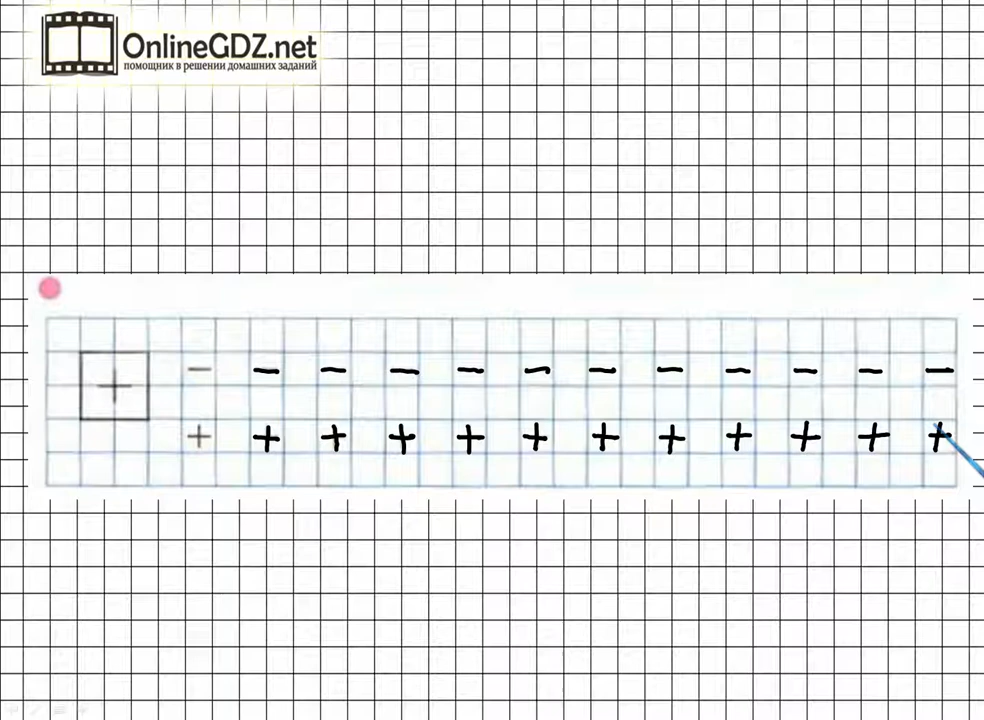 OnlineGDZ.net
помощник в решении домашних заданий
+
− − − − − − − − − − − −
+ + + + + + + + + + + +